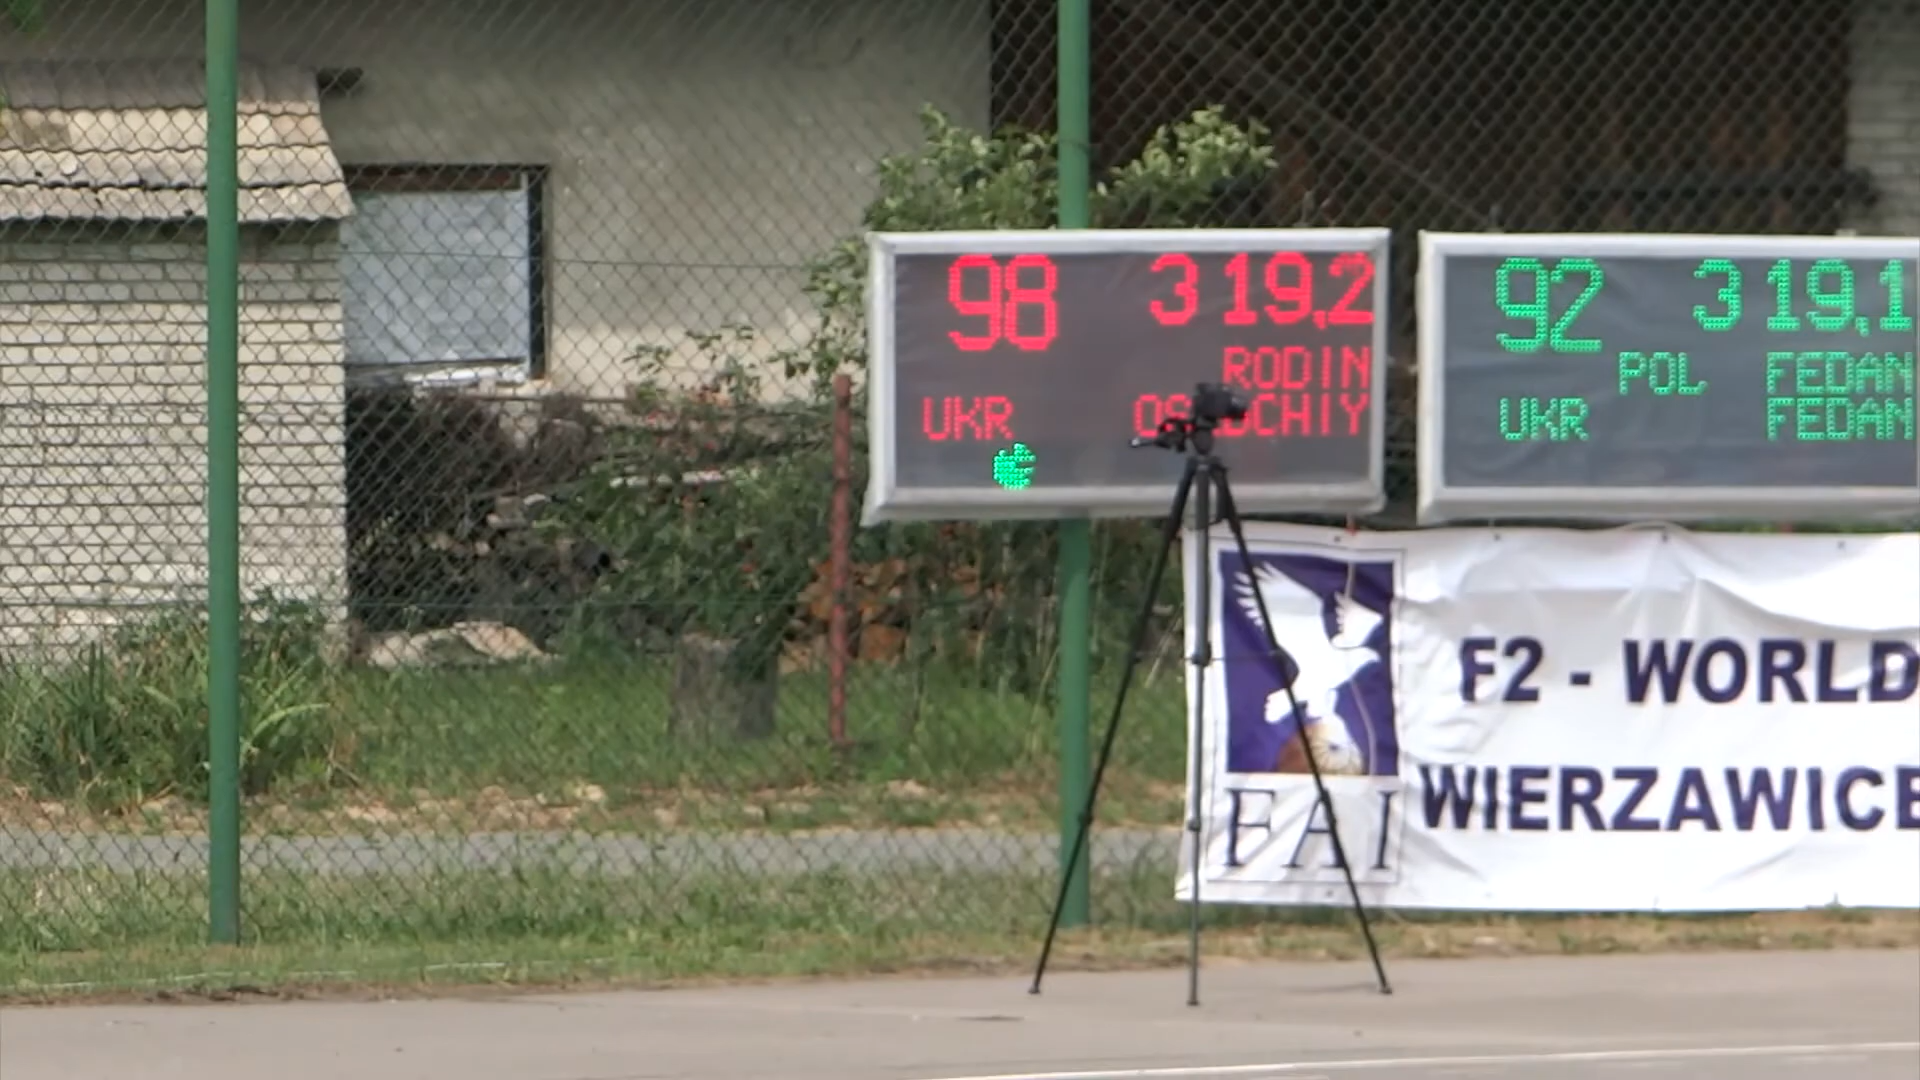 98 3 19,2
RODIN
UKR
92 3 19,1
POL FEDAN
UKR FEDAN
F2 - WORLD
WIERZAWICE
FAI